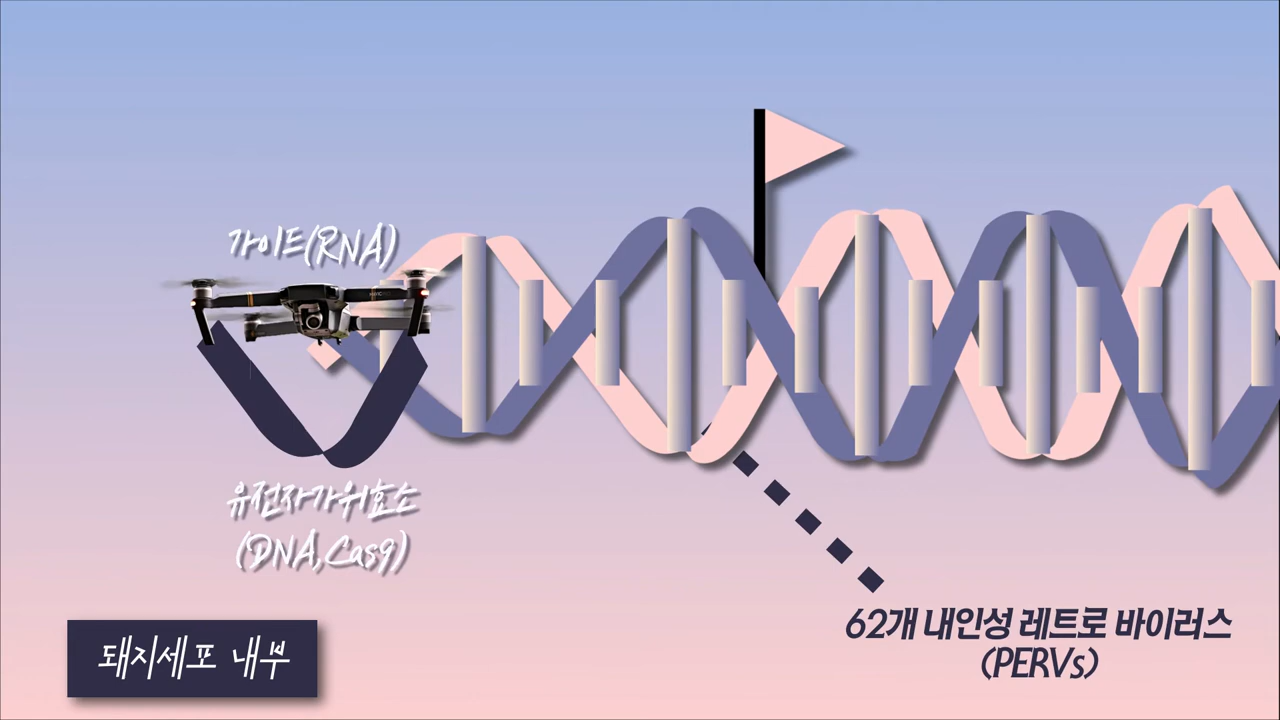 가이드(RNA)
유전자가위효소
(DNA,Cas9)
62개 내인성 레트로 바이러스
(PERVs)
돼지세포 내부